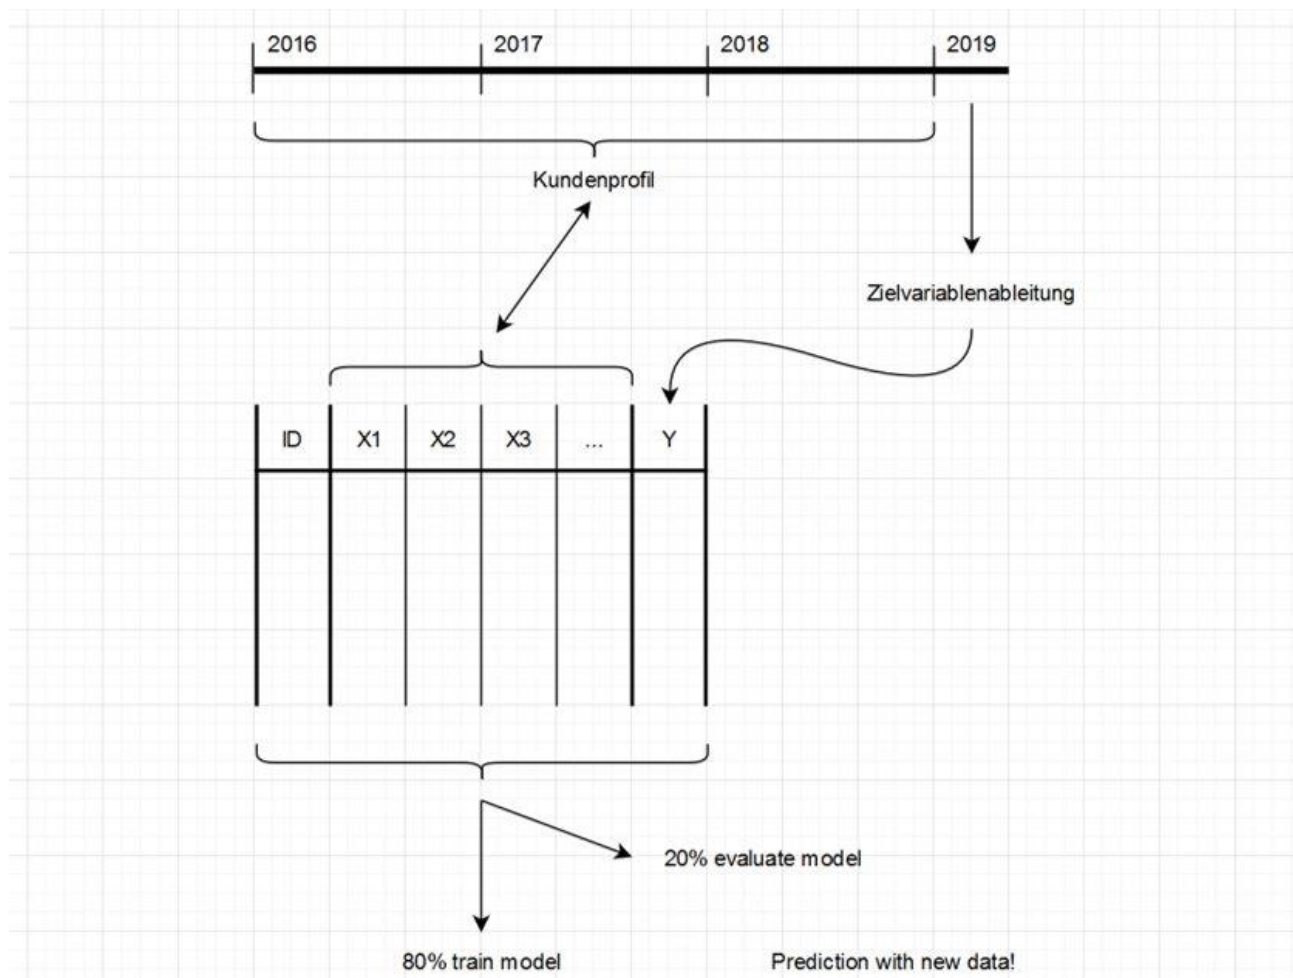 2016 2017 2018 2019
Kundenprofil
Zielvariablenableitung
ID X1 X2 X3 ... Y
20% evaluate model
80% train model Prediction with new data!